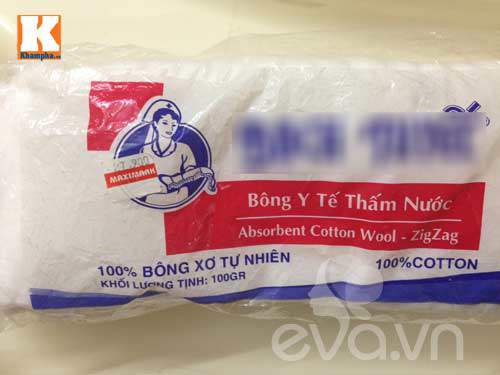 K
Khampha.vn
MAXIMARK
Bông Y Tế Thấm Nước
Absorbent Cotton Wool - ZigZag
100% BÔNG XƠ TỰ NHIÊN
100%COTTON
KHỐI LƯỢNG TỊNH: 100GR
eva.vn